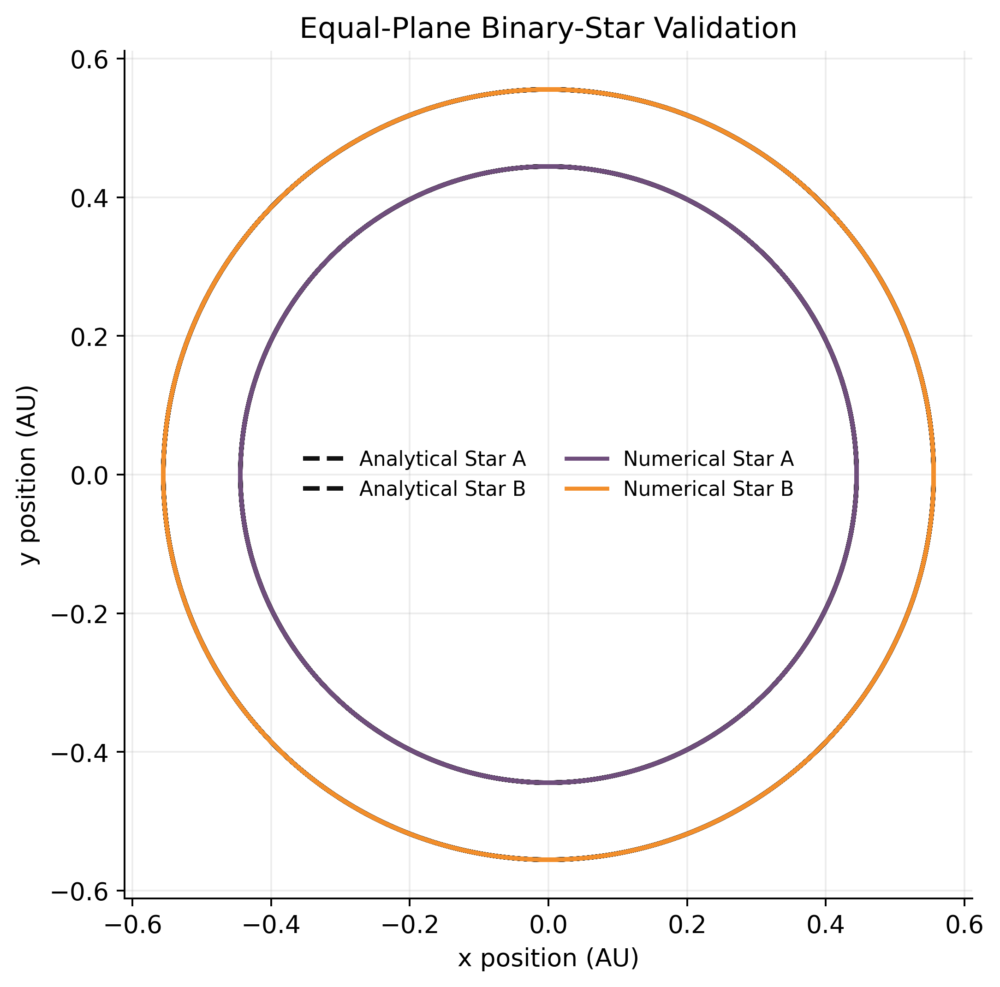 Equal-Plane Binary-Star Validation
0.6
0.4
0.2
0.0
−0.2
−0.4
−0.6
y position (AU)
Analytical Star A
Analytical Star B
Numerical Star A
Numerical Star B
−0.6 −0.4 −0.2 0.0 0.2 0.4 0.6
x position (AU)